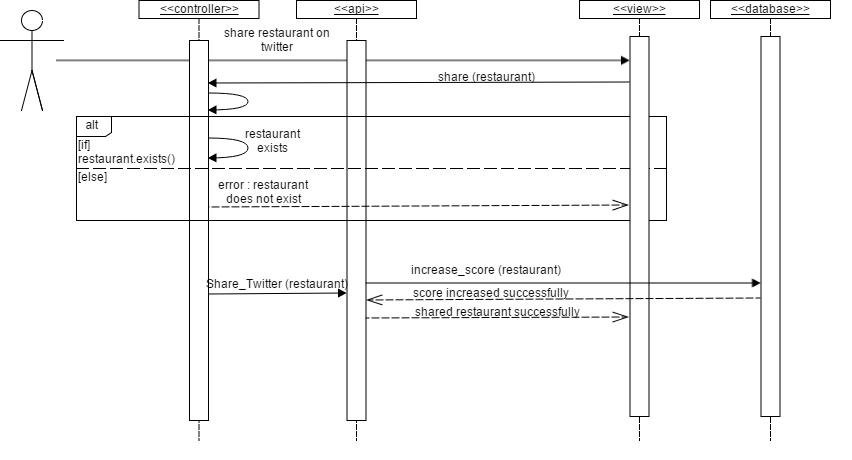 <<controller>>
<<api>>
<<view>>
<<database>>
share restaurant on
twitter
share (restaurant)
alt
[if]
restaurant.exists()
restaurant
exists
[else]
error : restaurant
does not exist
increase_score (restaurant)
Share_Twitter (restaurant)
score increased successfully
shared restaurant successfully